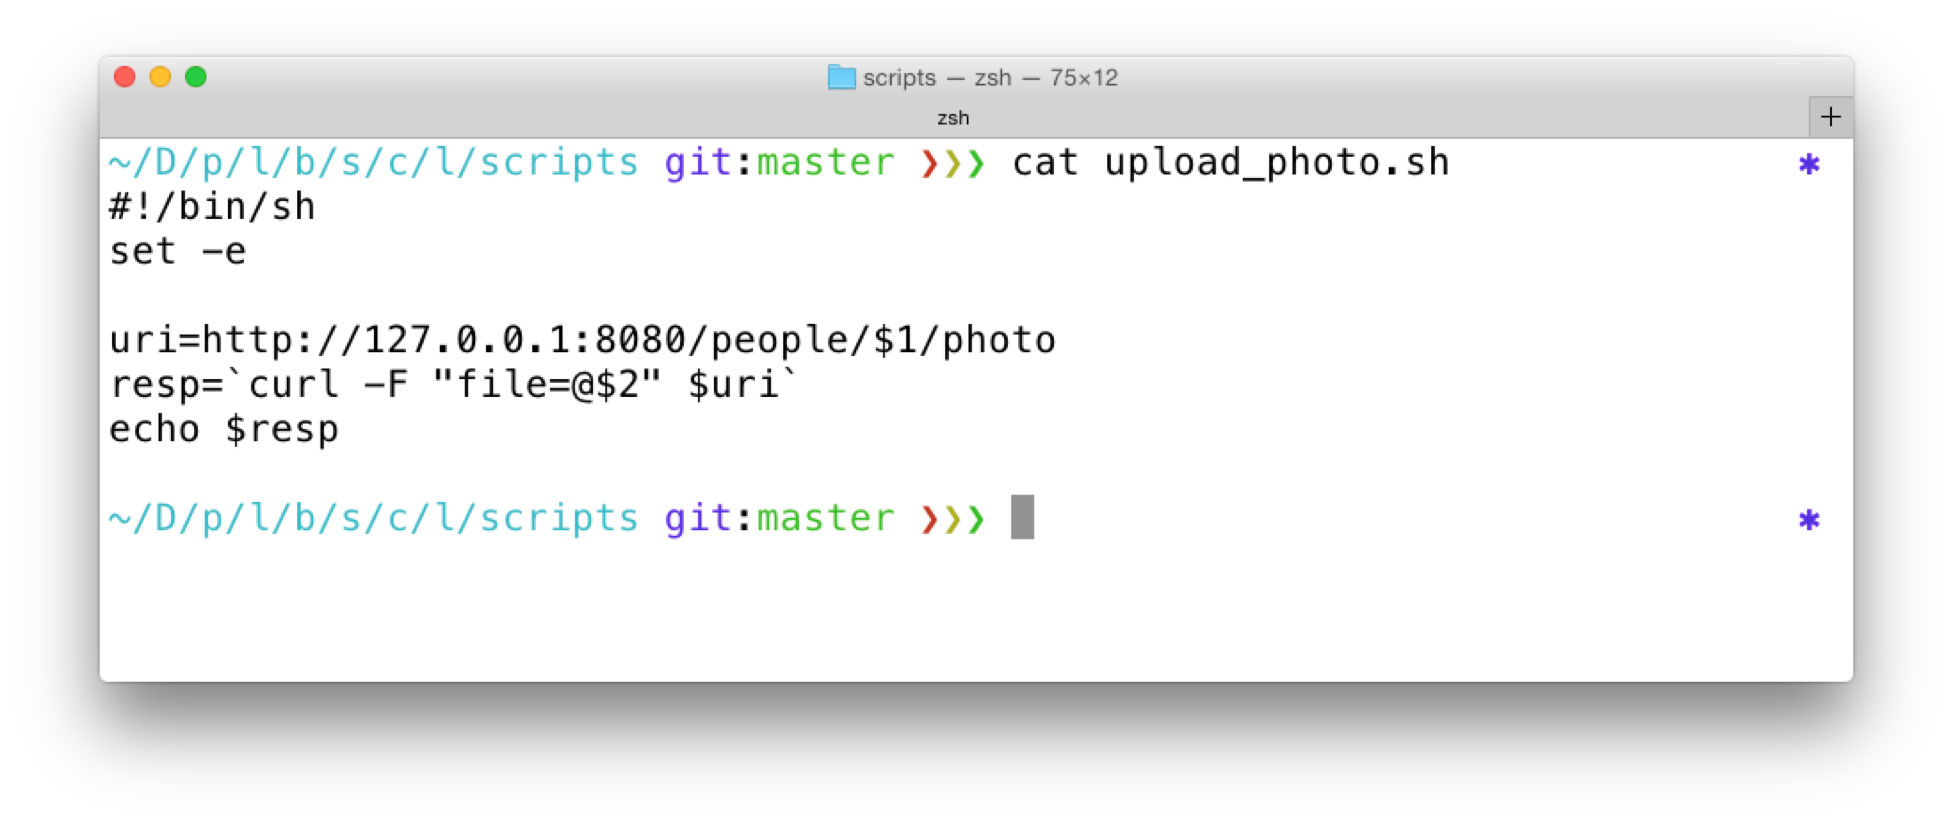 scripts — zsh — 75×12
zsh
+
~/D/p/l/b/s/c/l/scripts git:master ❯❯❯ cat upload_photo.sh ✱
#!/bin/sh
set -e
uri=http://127.0.0.1:8080/people/$1/photo
resp=`curl -F "file=@$2" $uri`
echo $resp
~/D/p/l/b/s/c/l/scripts git:master ❯❯❯ ✱